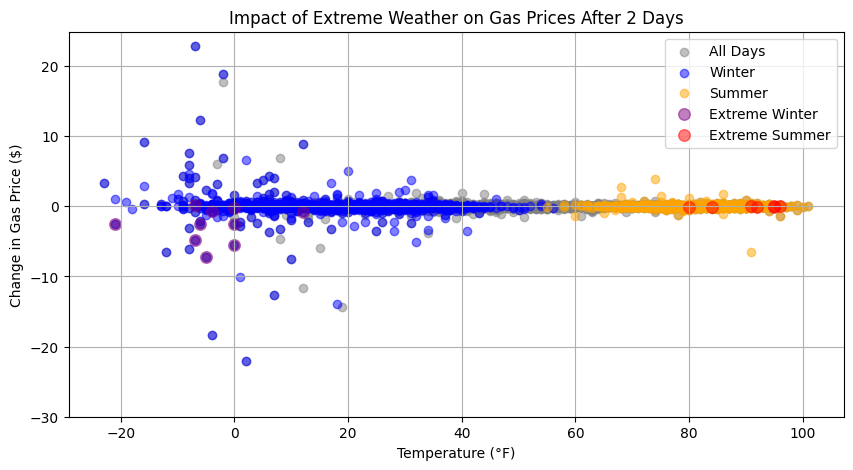 Impact of Extreme Weather on Gas Prices After 2 Days
All Days
Winter
Summer
Extreme Winter
Extreme Summer
Change in Gas Price ($)
20
10
0
−10
−20
−30
−20
0
20
40
60
80
100
Temperature (°F)